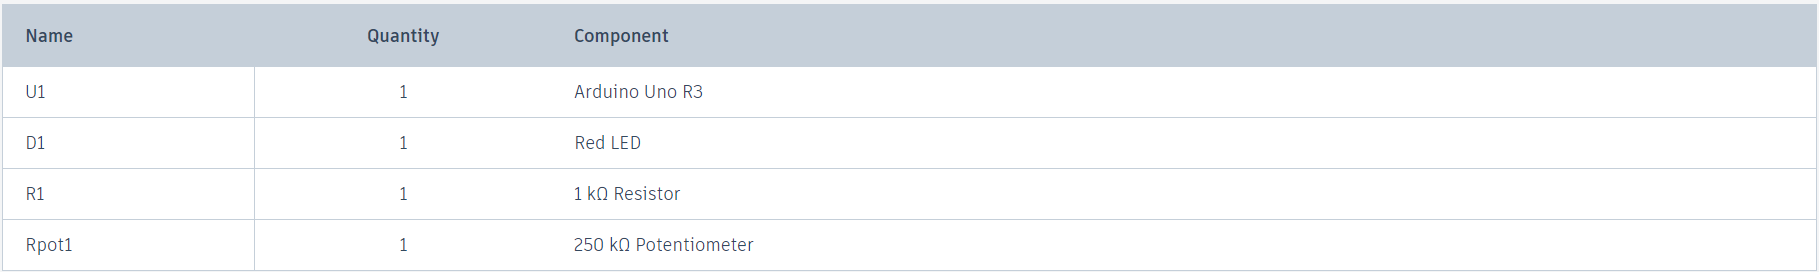 Name Quantity Component
U1 1 Arduino Uno R3
D1 1 Red LED
R1 1 1 kΩ Resistor
Rpot1 1 250 kΩ Potentiometer